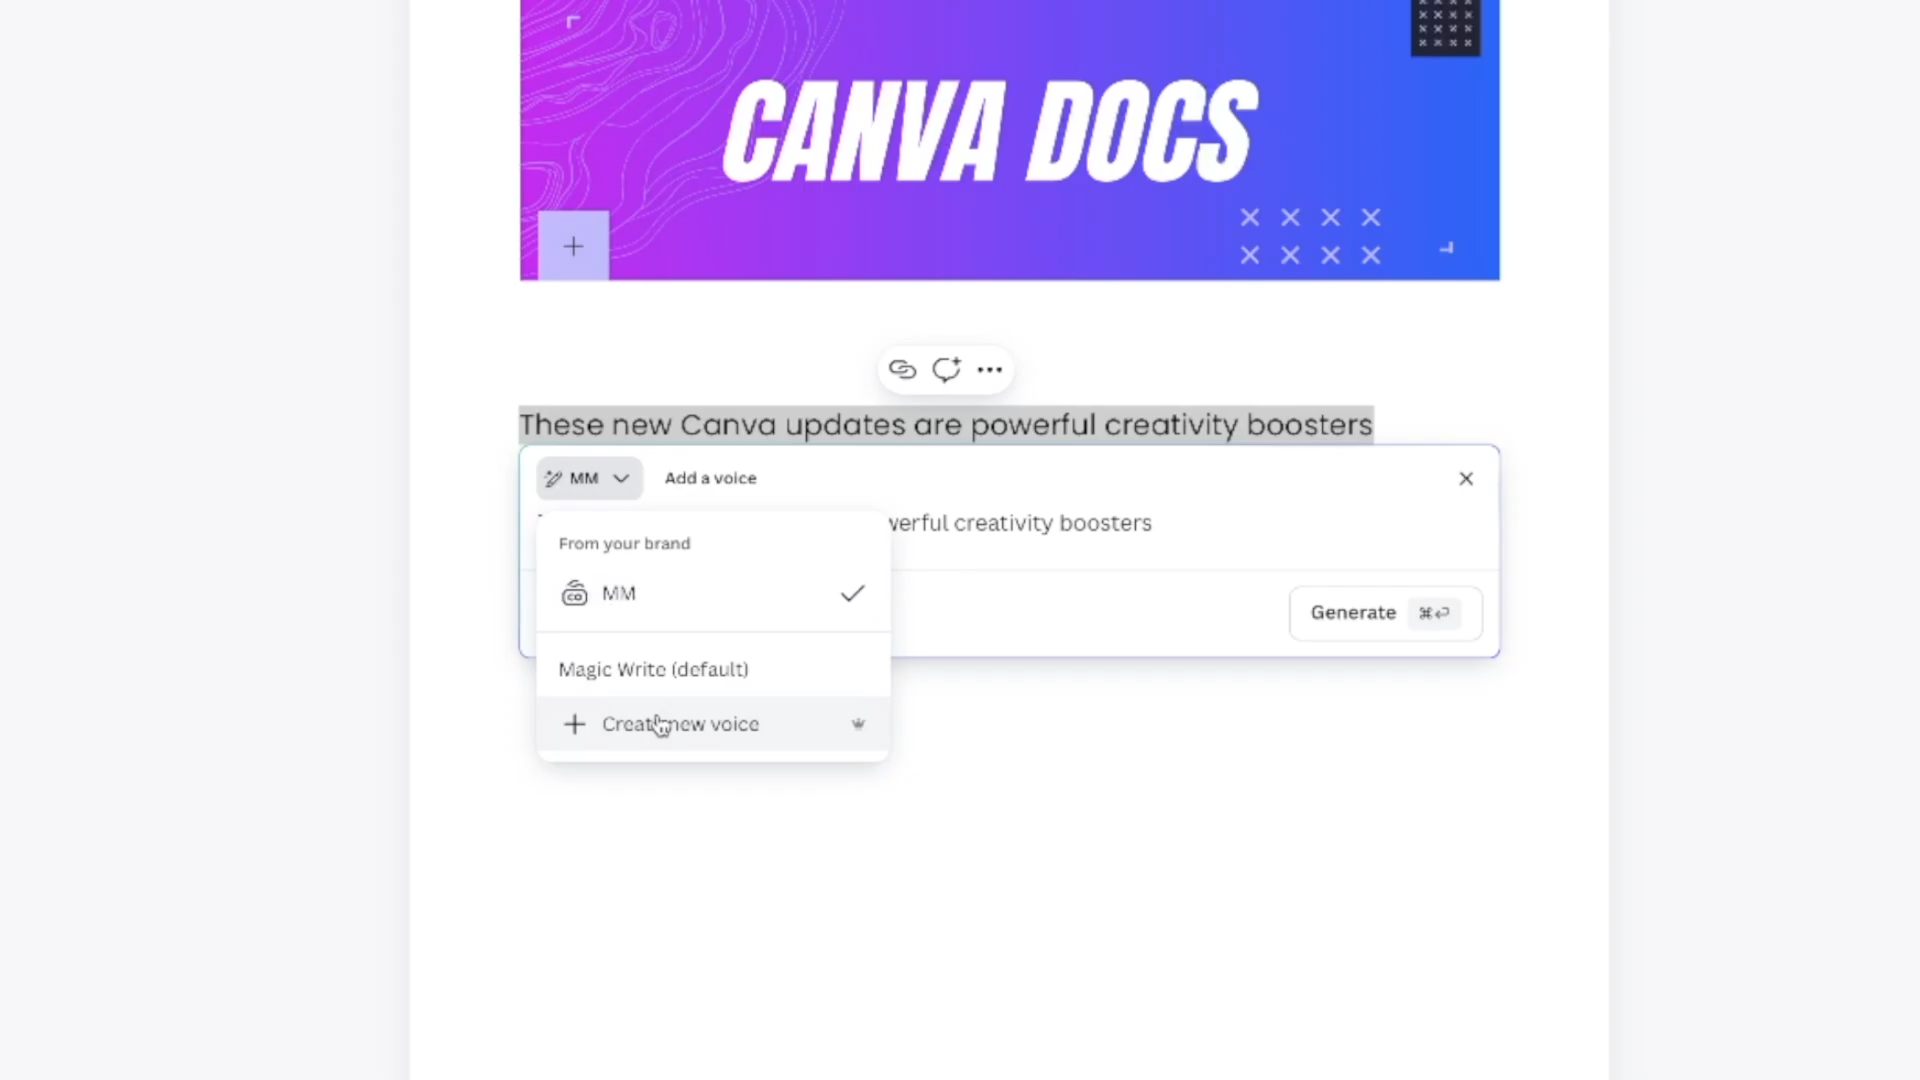 CANVA DOCS
These new Canva updates are powerful creativity boosters
MM
Add a voice
creativity boosters
From your brand
MM
Generate ⌘⏎
Magic Write (default)
Create new voice